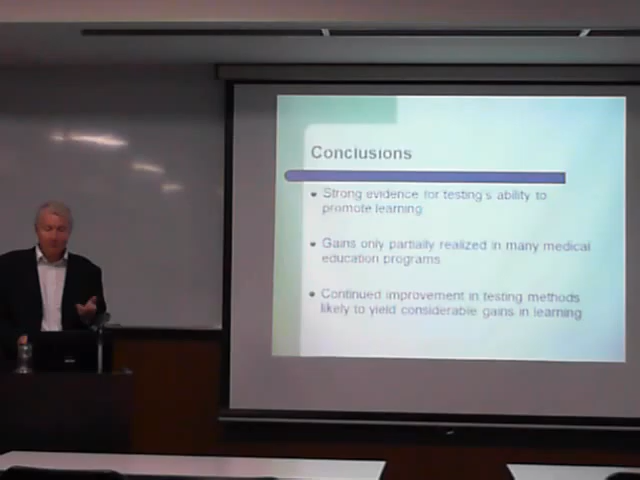 Conclusions
Strong evidence for testing's ability to
promote learning
Gains only partially realized in many medical
education programs
Continued improvement in testing methods
likely to yield considerable gains in learning